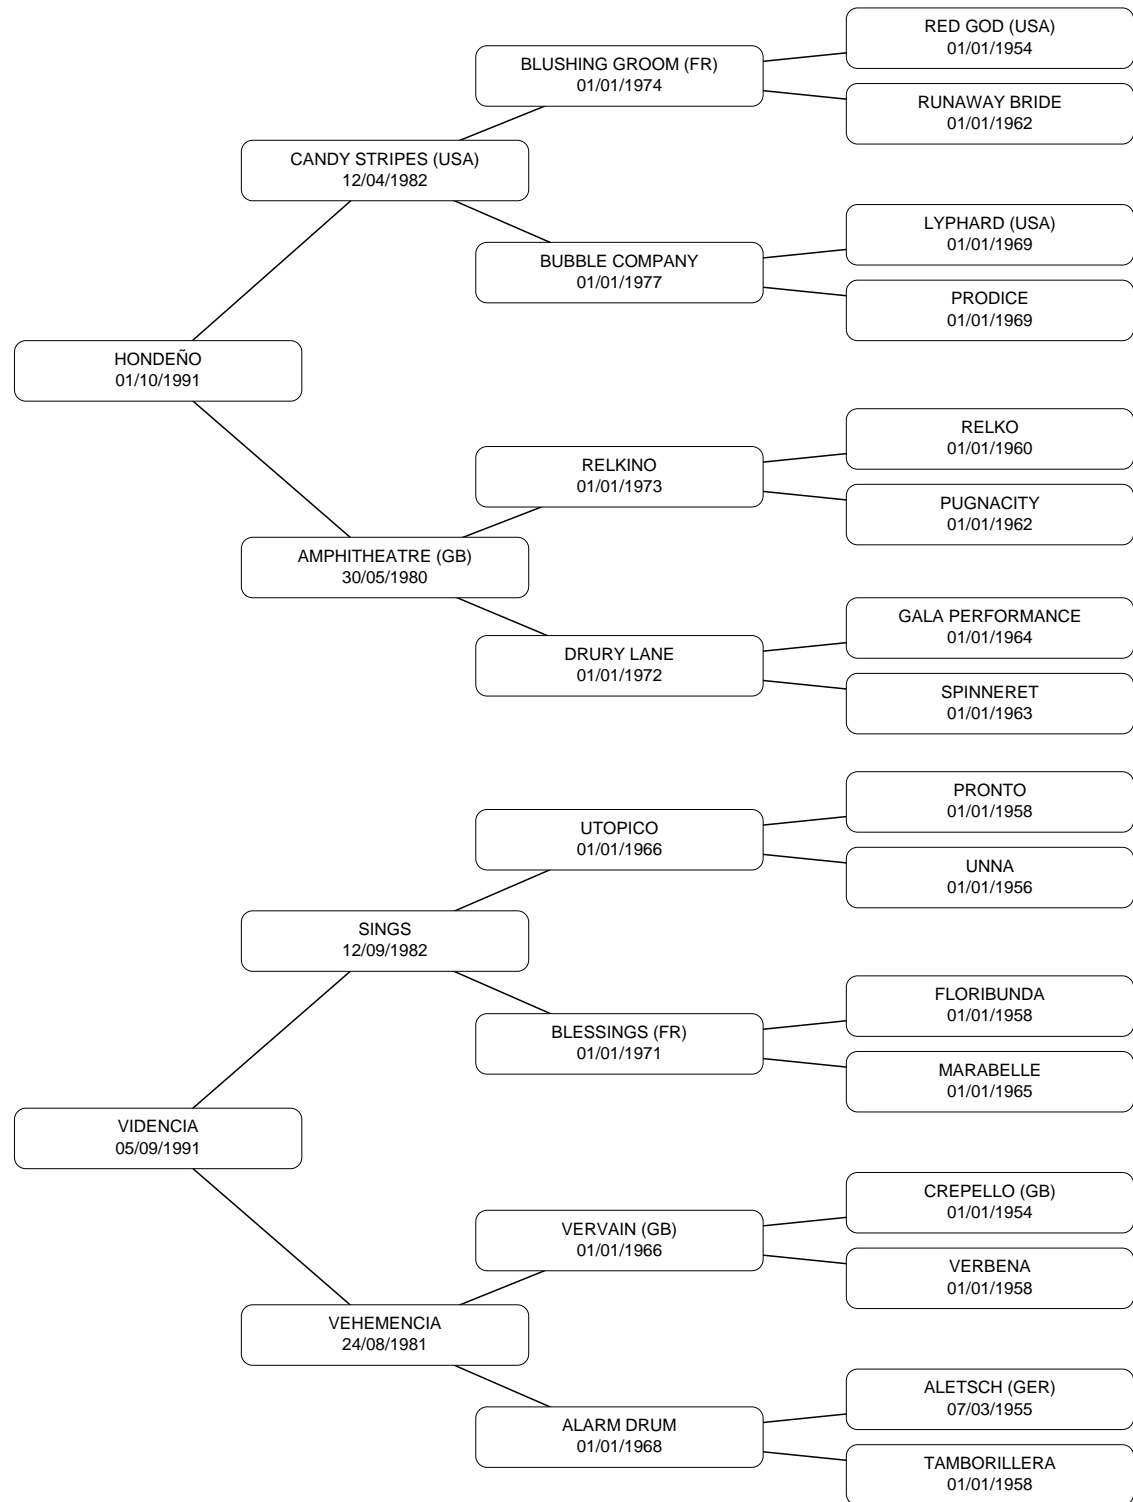 RED GOD (USA)
01/01/1954
BLUSHING GROOM (FR)
01/01/1974
RUNAWAY BRIDE
01/01/1962
CANDY STRIPES (USA)
12/04/1982
LYPHARD (USA)
01/01/1969
BUBBLE COMPANY
01/01/1977
PRODICE
01/01/1969
HONDEÑO
01/10/1991
RELKO
01/01/1960
RELKINO
01/01/1973
PUGNACITY
01/01/1962
AMPHITHEATRE (GB)
30/05/1980
GALA PERFORMANCE
01/01/1964
DRURY LANE
01/01/1972
SPINNERET
01/01/1963
PRONTO
01/01/1958
UTOPICO
01/01/1966
UNNA
01/01/1956
SINGS
12/09/1982
FLORIBUNDA
01/01/1958
BLESSINGS (FR)
01/01/1971
MARABELLE
01/01/1965
VIDENCIA
05/09/1991
CREPELLO (GB)
01/01/1954
VERVAIN (GB)
01/01/1966
VERBENA
01/01/1958
VEHEMENCIA
24/08/1981
ALETSCH (GER)
07/03/1955
ALARM DRUM
01/01/1968
TAMBORILLERA
01/01/1958